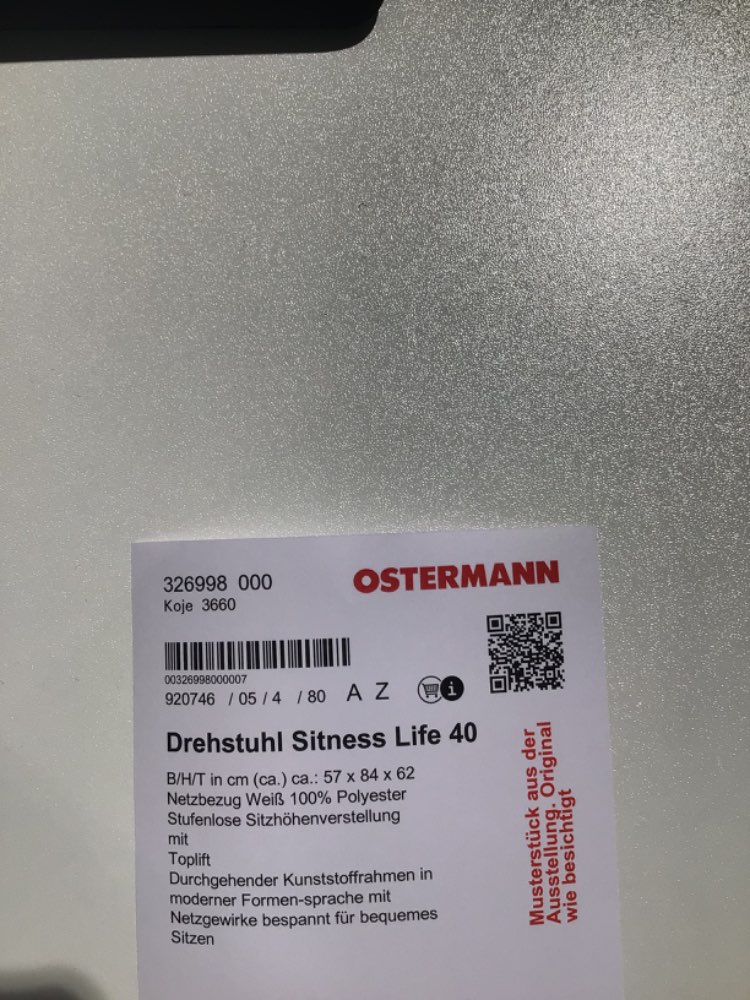 326998 000
OSTERMANN
Koje 3660
00326998000007
920746 / 05 / 4 / 80 A Z
Drehstuhl Sitness Life 40
B/H/T in cm (ca.) ca.: 57 x 84 x 62
Netzbezug Weiß 100% Polyester
Stufenlose Sitzhöhenverstellung
mit
Toplift
Durchgehender Kunststoffrahmen in
moderner Formen-sprache mit
Netzgewirke bespannt für bequemes
Sitzen
Musterstück aus der
Ausstellung. Original
wie besichtigt